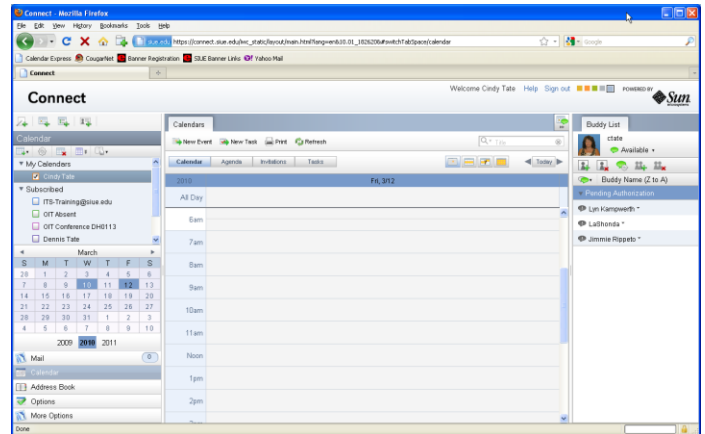 Connect - Mozilla Firefox
File Edit View History Bookmarks Tools Help
siue.edu https://connect.siue.edu/iwc_static/layout/main.html?lang=en&10.01_182620&#switchTabSpace/calendar
Google
Calendar Express CougarNet Banner Registration SIUE Banner Links Yahoo Mail
Connect
Welcome Cindy Tate Help Sign out POWERED BY Sun
Connect
Calendar
My Calendars
Cindy Tate
Subscribed
ITS-Training@siue.edu
OIT Absent
OIT Conference DH0113
Dennis Tate
March
S M T W T F S
28 1 2 3 4 5 6
7 8 9 10 11 12 13
14 15 16 17 18 19 20
21 22 23 24 25 26 27
28 29 30 31 1 2 3
4 5 6 7 8 9 10
2009 2010 2011
Mail 0
Calendar
Address Book
Options
More Options
Calendars
New Event New Task Print Refresh
Calendar Agenda Invitations Tasks
Today
2010 Fri, 3/12
All Day
6am
7am
8am
9am
10am
11am
Noon
1pm
2pm
Buddy List
ctate
Available
Buddy Name (Z to A)
Pending Authorization
Lyn Kampwerth *
LaShonda *
Jimmie Rippeto *
Done